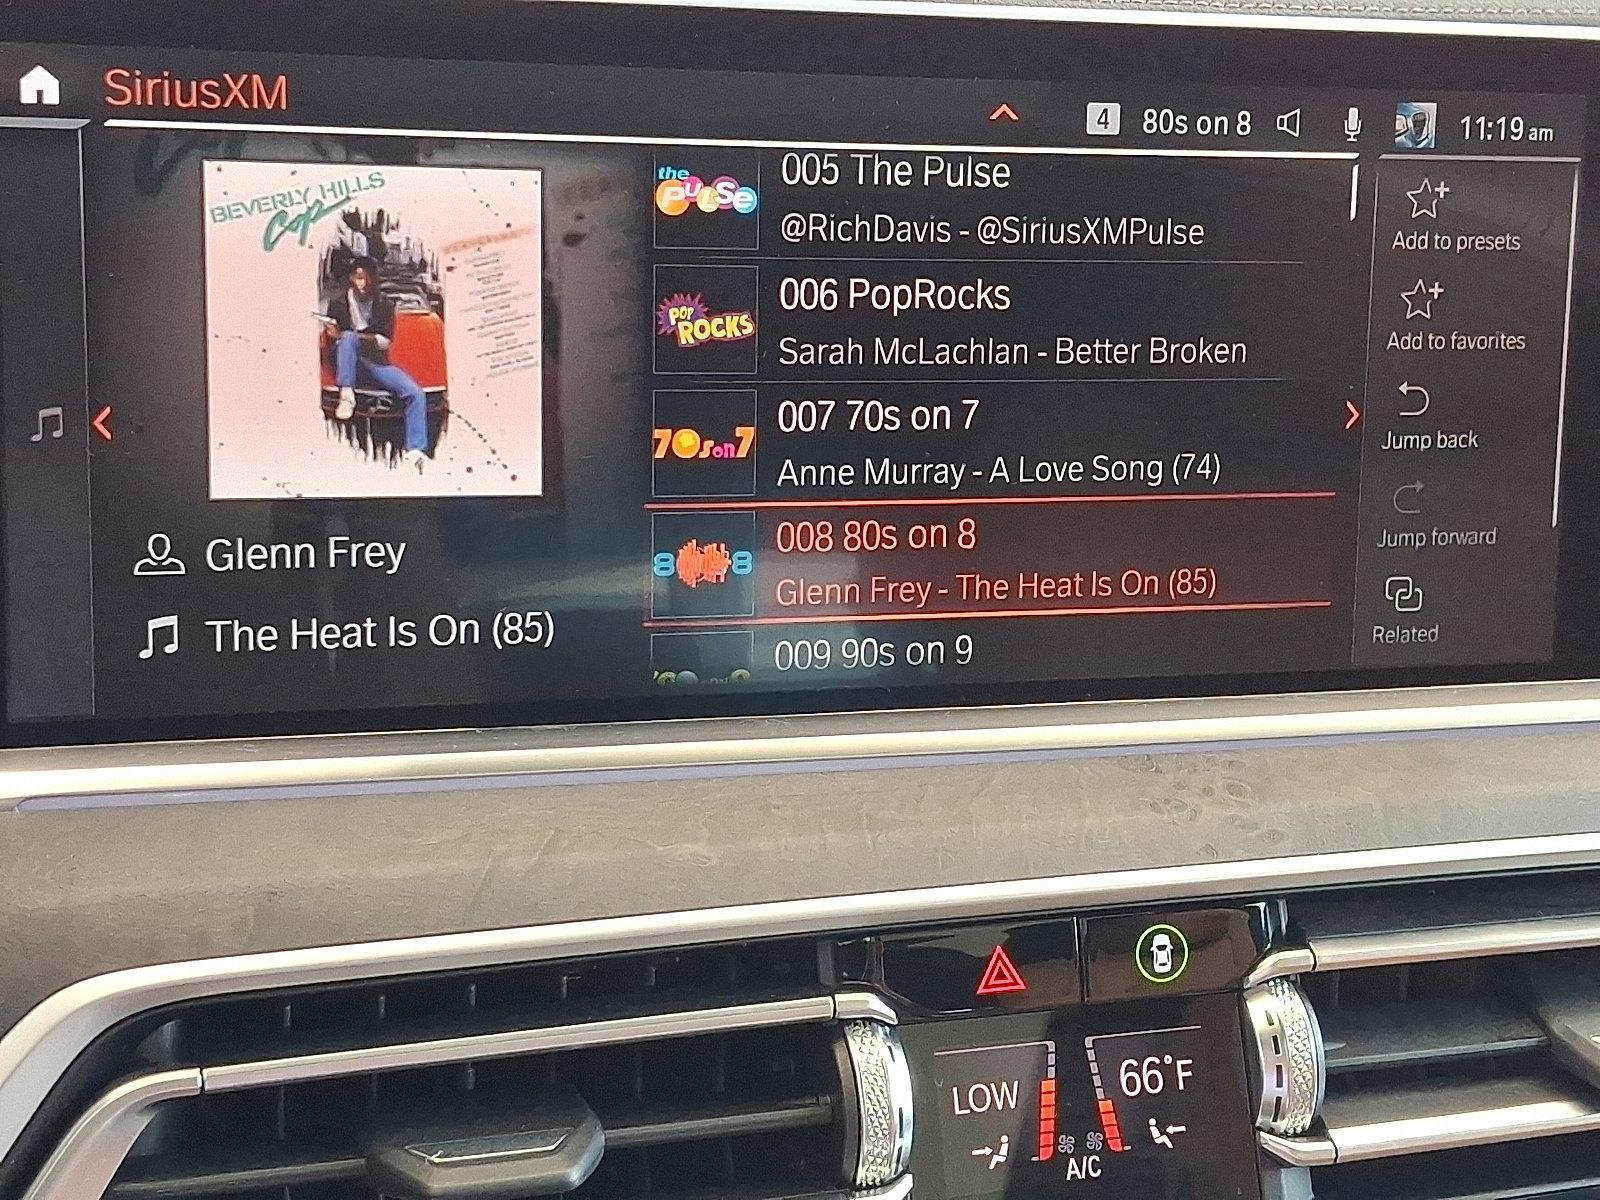 SiriusXM
4 80s on 8 11:19 am
BEVERLY HILLS
Cop
Glenn Frey
The Heat Is On (85)
the
PULSE
005 The Pulse
@RichDavis - @SiriusXMPulse
POP
ROCKS
006 PopRocks
Sarah McLachlan - Better Broken
70s on 7
007 70s on 7
Anne Murray - A Love Song (74)
8 8
008 80s on 8
Glenn Frey - The Heat Is On (85)
009 90s on 9
Add to presets
Add to favorites
Jump back
Jump forward
Related
LOW
66°F
A/C